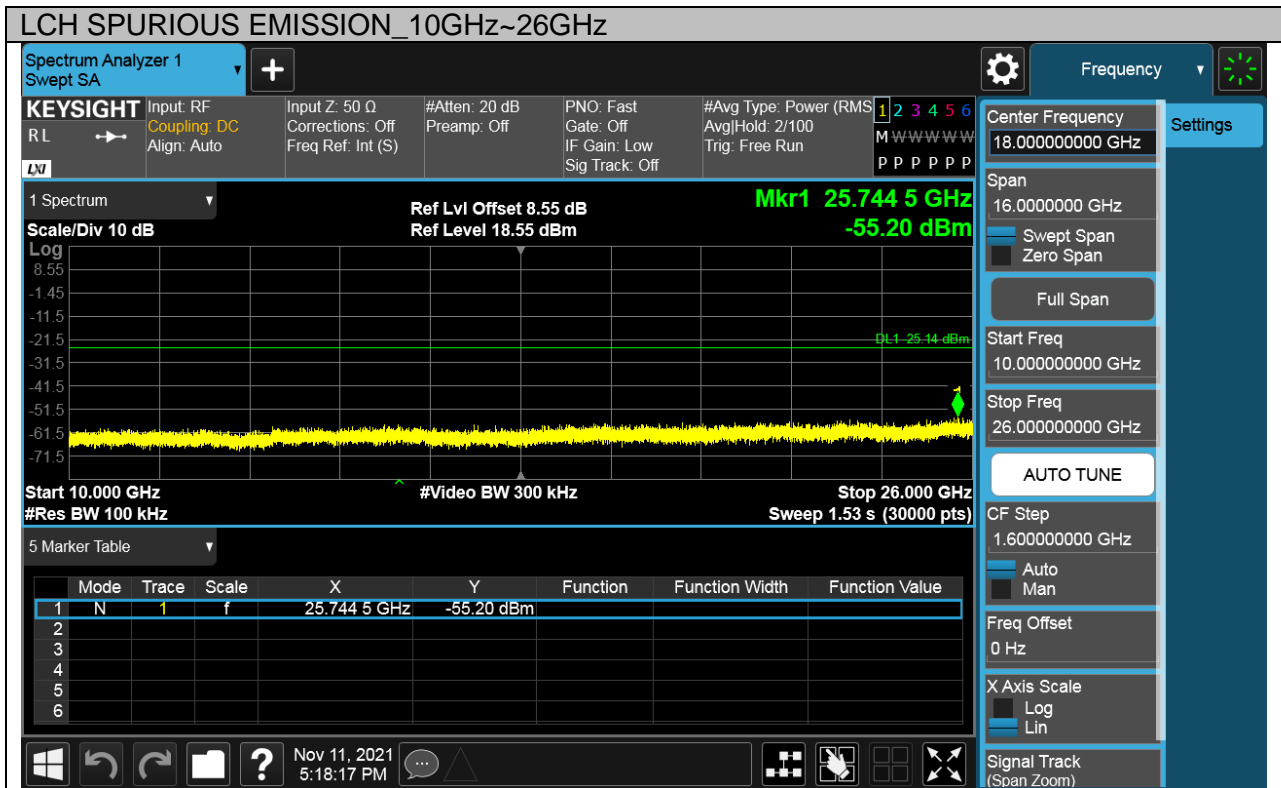 LCH SPURIOUS EMISSION_10GHz~26GHz
Spectrum Analyzer 1
Swept SA
+
Frequency
KEYSIGHT
RL
LXI
Input: RF
Coupling: DC
Align: Auto
Input Z: 50 Ω
Corrections: Off
Freq Ref: Int (S)
#Atten: 20 dB
Preamp: Off
PNO: Fast
Gate: Off
IF Gain: Low
Sig Track: Off
#Avg Type: Power (RMS
Avg|Hold: 2/100
Trig: Free Run
1 2 3 4 5 6
M W W W W W
P P P P P P
1 Spectrum
Scale/Div 10 dB
Ref Lvl Offset 8.55 dB
Ref Level 18.55 dBm
Mkr1 25.744 5 GHz
-55.20 dBm
Log
8.55
-1.45
-11.5
-21.5
-31.5
-41.5
-51.5
-61.5
-71.5
DL1 -25.14 dBm
1
Start 10.000 GHz
#Res BW 100 kHz
#Video BW 300 kHz
Stop 26.000 GHz
Sweep 1.53 s (30000 pts)
5 Marker Table
Mode Trace Scale X Y Function Function Width Function Value
1 N 1 f 25.744 5 GHz -55.20 dBm
2
3
4
5
6
?
Nov 11, 2021
5:18:17 PM
Center Frequency
18.000000000 GHz
Settings
Span
16.0000000 GHz
Swept Span
Zero Span
Full Span
Start Freq
10.000000000 GHz
Stop Freq
26.000000000 GHz
AUTO TUNE
CF Step
1.600000000 GHz
Auto
Man
Freq Offset
0 Hz
X Axis Scale
Log
Lin
Signal Track
(Span Zoom)